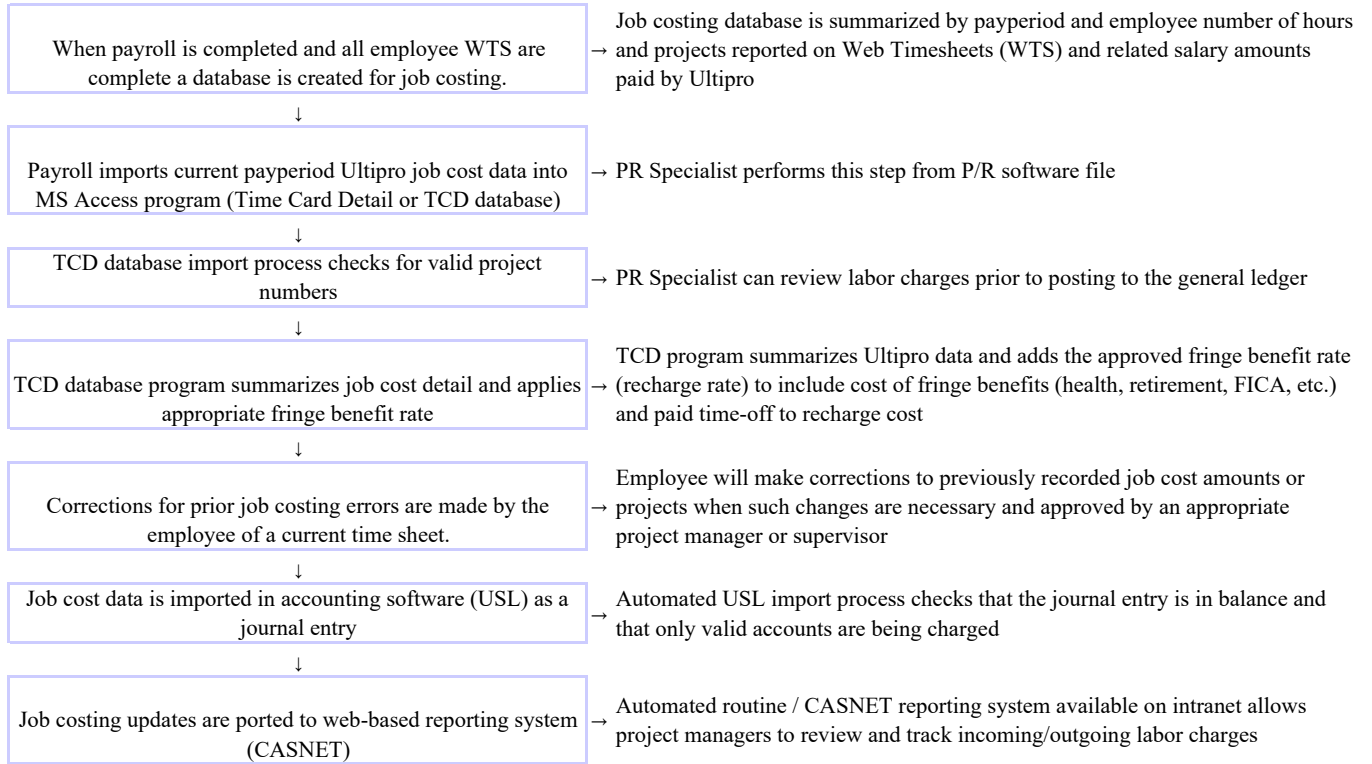 When payroll is completed and all employee WTS are
complete a database is created for job costing.
→
Job costing database is summarized by payperiod and employee number of hours
and projects reported on Web Timesheets (WTS) and related salary amounts
paid by Ultipro
↓
Payroll imports current payperiod Ultipro job cost data into
MS Access program (Time Card Detail or TCD database)
→
PR Specialist performs this step from P/R software file
↓
TCD database import process checks for valid project
numbers
→
PR Specialist can review labor charges prior to posting to the general ledger
↓
TCD database program summarizes job cost detail and applies
appropriate fringe benefit rate
→
TCD program summarizes Ultipro data and adds the approved fringe benefit rate
(recharge rate) to include cost of fringe benefits (health, retirement, FICA, etc.)
and paid time-off to recharge cost
↓
Corrections for prior job costing errors are made by the
employee of a current time sheet.
→
Employee will make corrections to previously recorded job cost amounts or
projects when such changes are necessary and approved by an appropriate
project manager or supervisor
↓
Job cost data is imported in accounting software (USL) as a
journal entry
→
Automated USL import process checks that the journal entry is in balance and
that only valid accounts are being charged
↓
Job costing updates are ported to web-based reporting system
(CASNET)
→
Automated routine / CASNET reporting system available on intranet allows
project managers to review and track incoming/outgoing labor charges